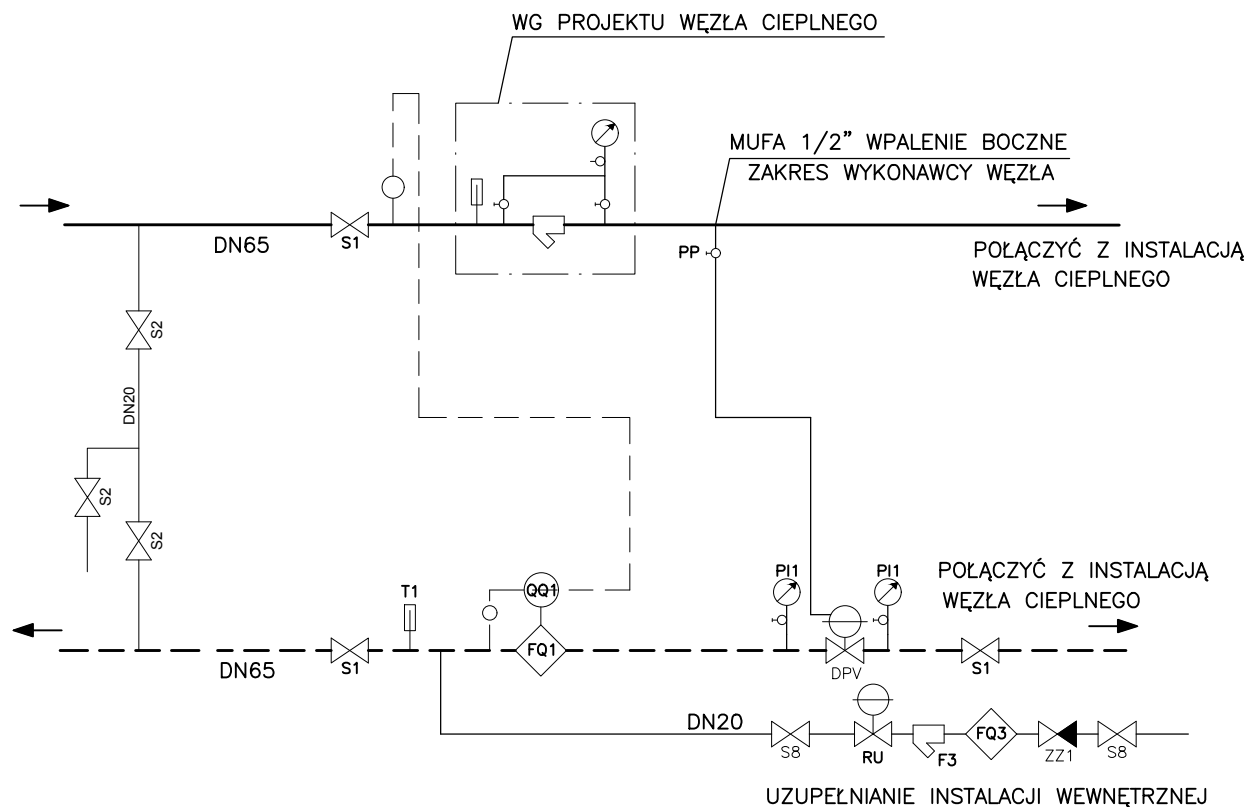 WG PROJEKTU WĘZŁA CIEPLNEGO
MUFA 1/2" WPALENIE BOCZNE
ZAKRES WYKONAWCY WĘZŁA
DN65
S1
PP
POŁĄCZYĆ Z INSTALACJĄ
WĘZŁA CIEPLNEGO
S2
DN20
S2
S2
T1
QQ1
PI1
PI1
POŁĄCZYĆ Z INSTALACJĄ
WĘZŁA CIEPLNEGO
DN65
S1
FQ1
DPV
S1
DN20
S8
RU
F3
FQ3
ZZ1
S8
UZUPEŁNIANIE INSTALACJI WEWNĘTRZNEJ